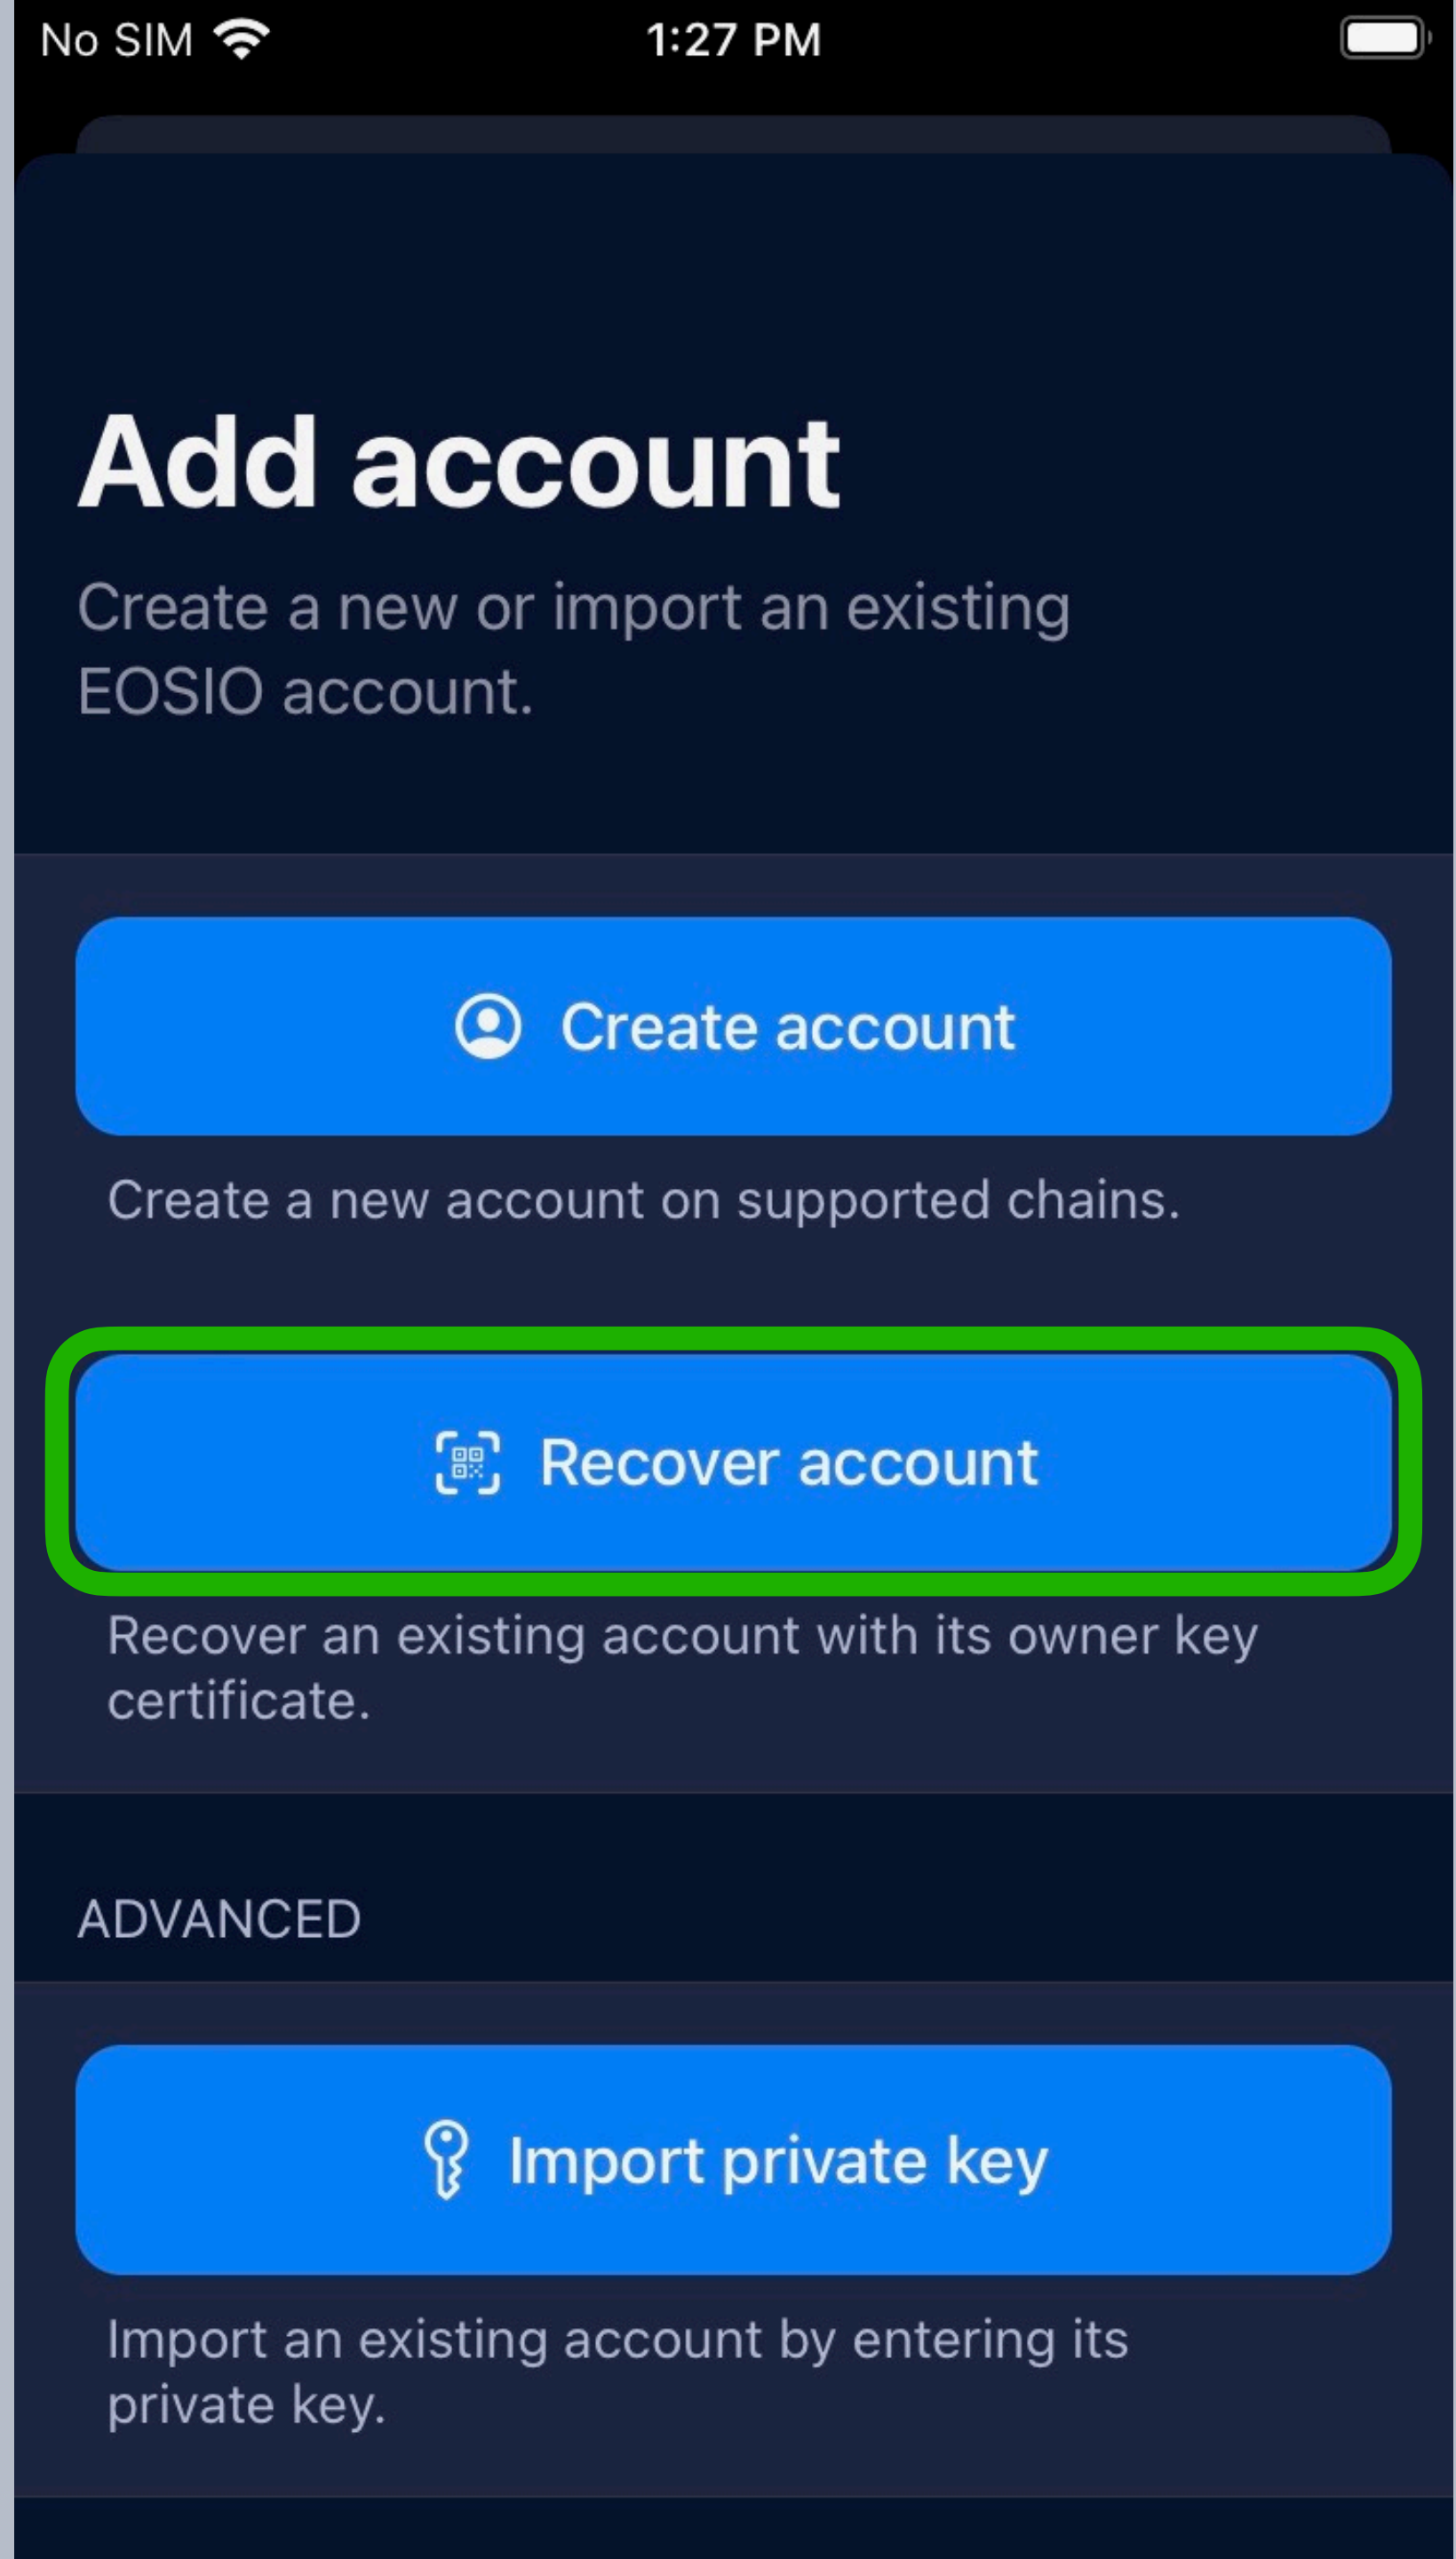 No SIM
1:27 PM
Add account
Create a new or import an existing
EOSIO account.
Create account
Create a new account on supported chains.
Recover account
Recover an existing account with its owner key
certificate.
ADVANCED
Import private key
Import an existing account by entering its
private key.